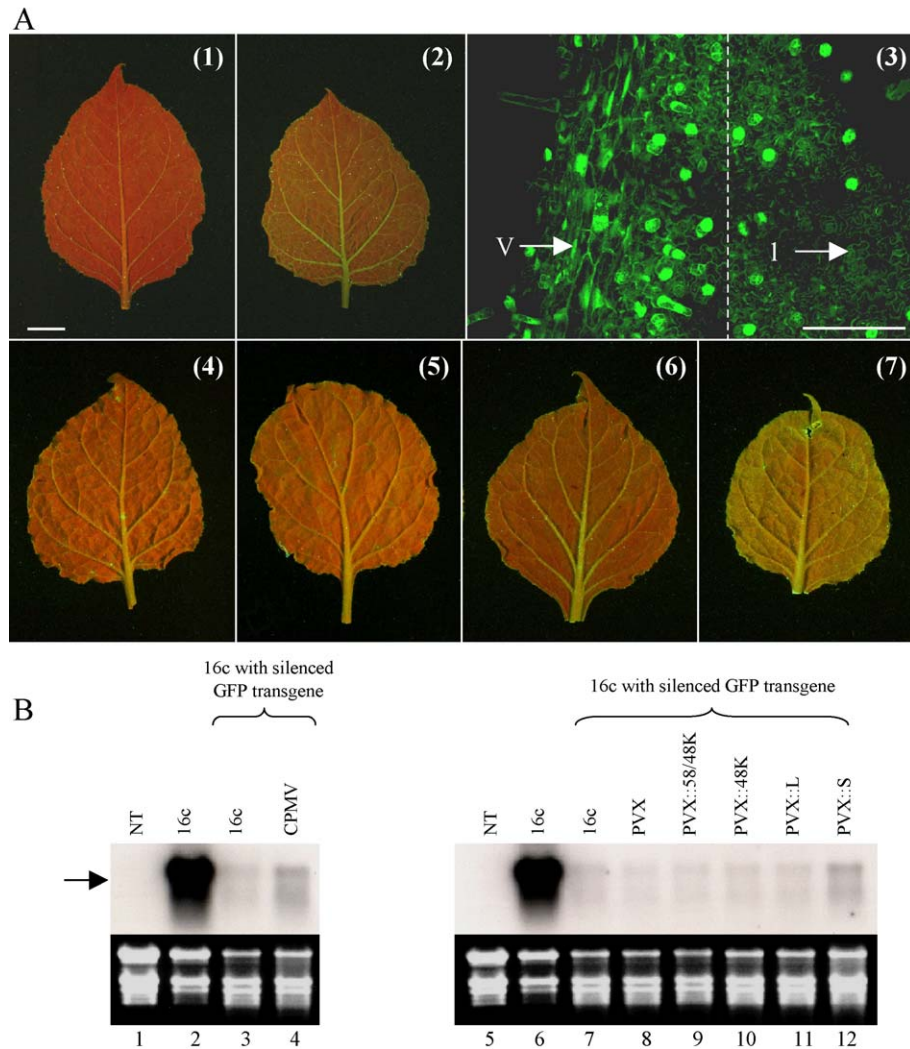 A
(1)
(2)
(3)
V
l
(4)
(5)
(6)
(7)
B
16c with silenced
GFP transgene
16c with silenced GFP transgene
NT
16c
16c
CPMV
NT
16c
16c
PVX
PVX::58/48K
PVX::48K
PVX::L
PVX::S
1 2 3 4 5 6 7 8 9 10 11 12